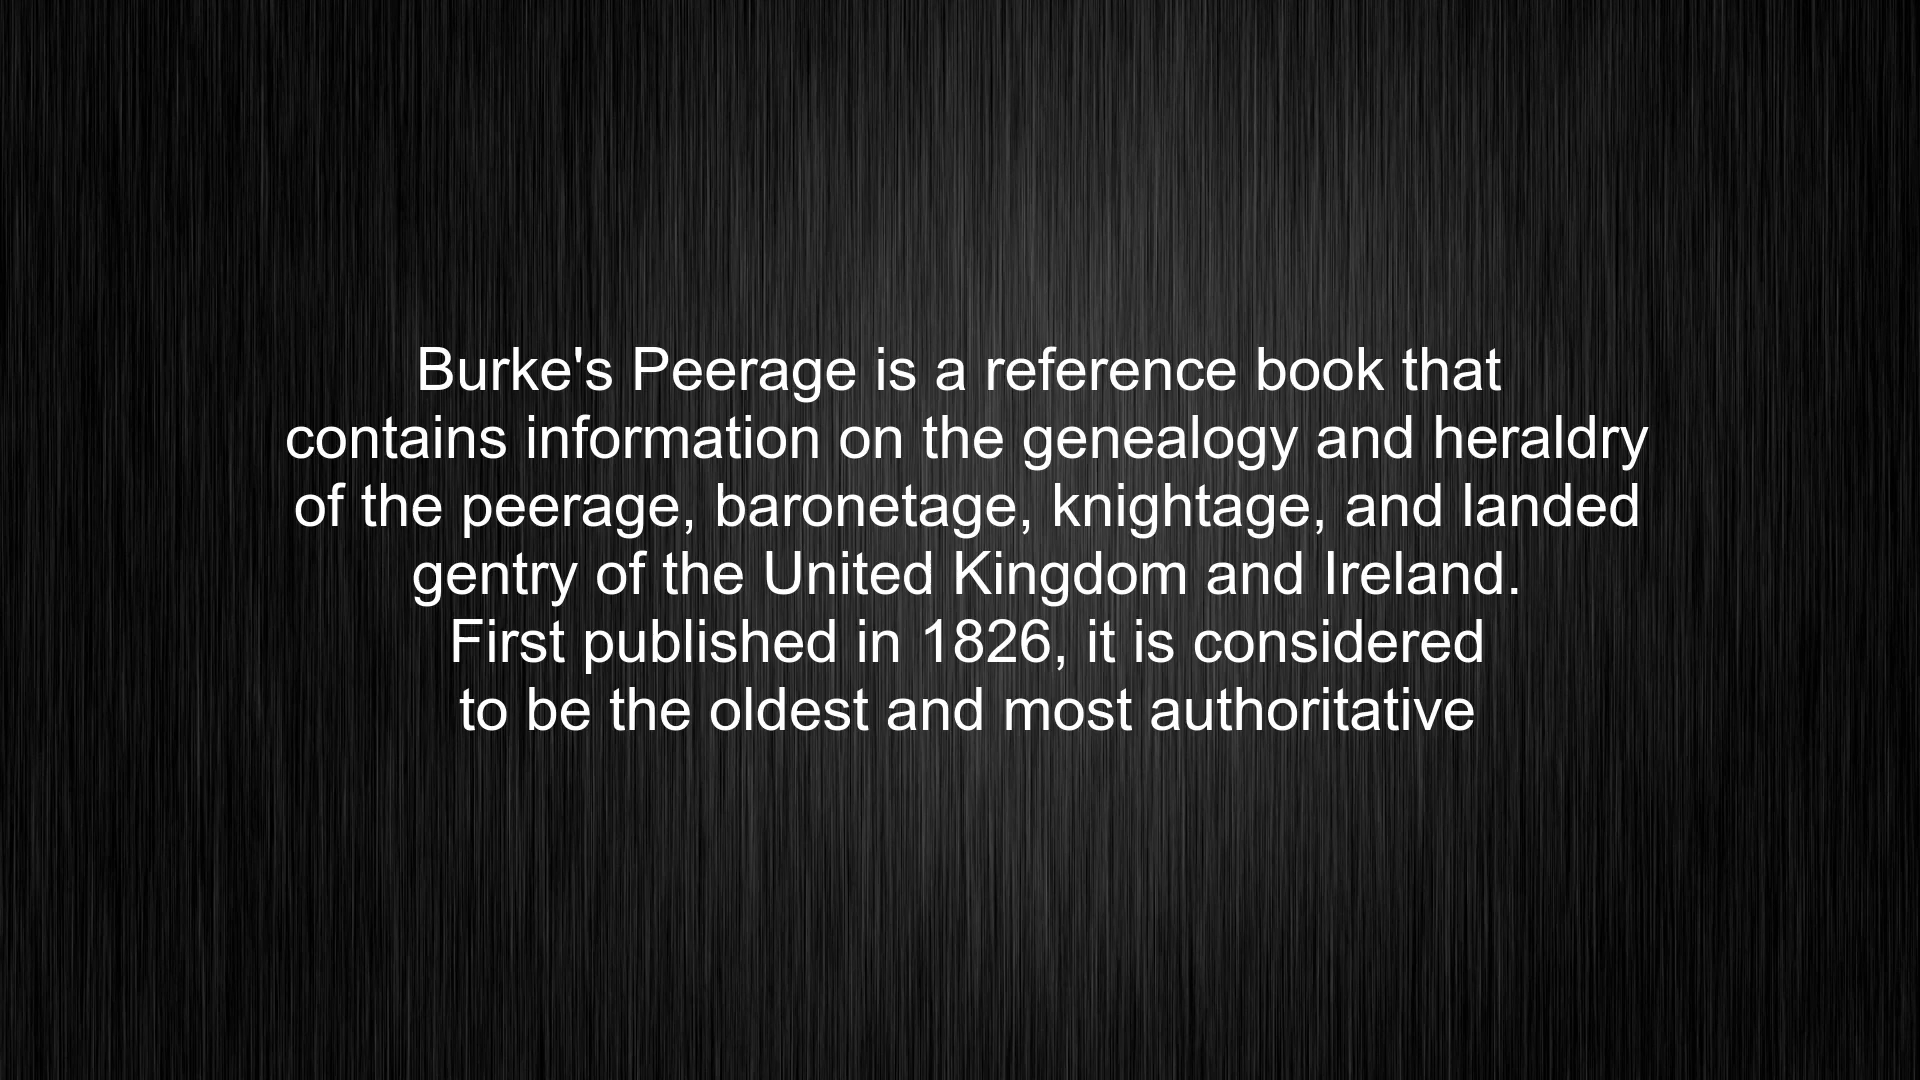 Burke's Peerage is a reference book that
contains information on the genealogy and heraldry
of the peerage, baronetage, knightage, and landed
gentry of the United Kingdom and Ireland.
First published in 1826, it is considered
to be the oldest and most authoritative